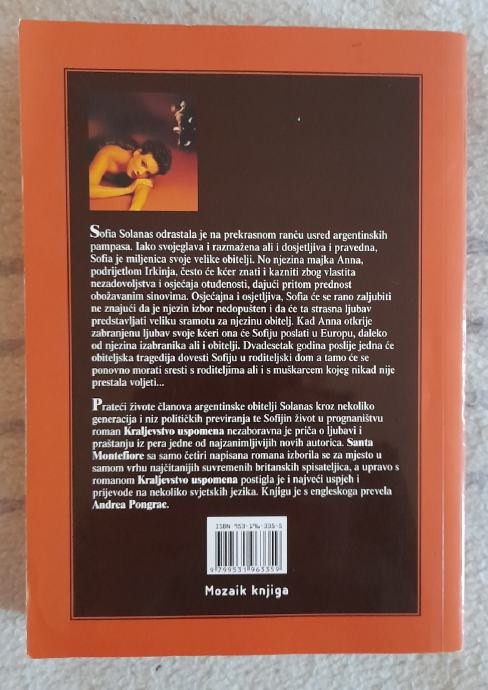 Sofia Solanas odrastala je na prekrasnom ranču usred argentinskih
pampasa. Iako svojeglava i razmažena ali i dosjetljiva i pravedna,
Sofia je miljenica svoje velike obitelji. No njezina majka Anna,
podrijetlom Irkinja, često će kćer znati i kazniti zbog vlastita
nezadovoljstva i osjećaja otuđenosti, dajući pritom prednost
obožavanim sinovima. Osjećajna i osjetljiva, Sofia će se rano zaljubiti
ne znajući da je njezin izbor nedopušten i da će ta strasna ljubav
predstavljati veliku sramotu za njezinu obitelj. Kad Anna otkrije
zabranjenu ljubav svoje kćeri ona će Sofiju poslati u Europu, daleko
od njezina izabranika ali i obitelji. Dvadesetak godina poslije jedna će
obiteljska tragedija dovesti Sofiju u roditeljski dom a tamo će se
ponovno morati sresti s roditeljima ali i s muškarcem kojeg nikad nije
prestala voljeti...
Prateći živote članova argentinske obitelji Solanas kroz nekoliko
generacija i niz političkih previranja te Sofijin život u prognaništvu
roman Kraljevstvo uspomena nezaboravna je priča o ljubavi i
praštanju iz pera jedne od najzanimljivijih novih autorica. Santa
Montefiore sa samo četiri napisana romana izborila se za mjesto u
samom vrhu najčitanijih suvremenih britanskih spisateljica, a upravo s
romanom Kraljevstvo uspomena postigla je i najveći uspjeh i
prijevode na nekoliko svjetskih jezika. Knjigu je s engleskoga prevela
Andrea Pongrac.
ISBN 953-196-335-5
9799531963359
Mozaik knjiga